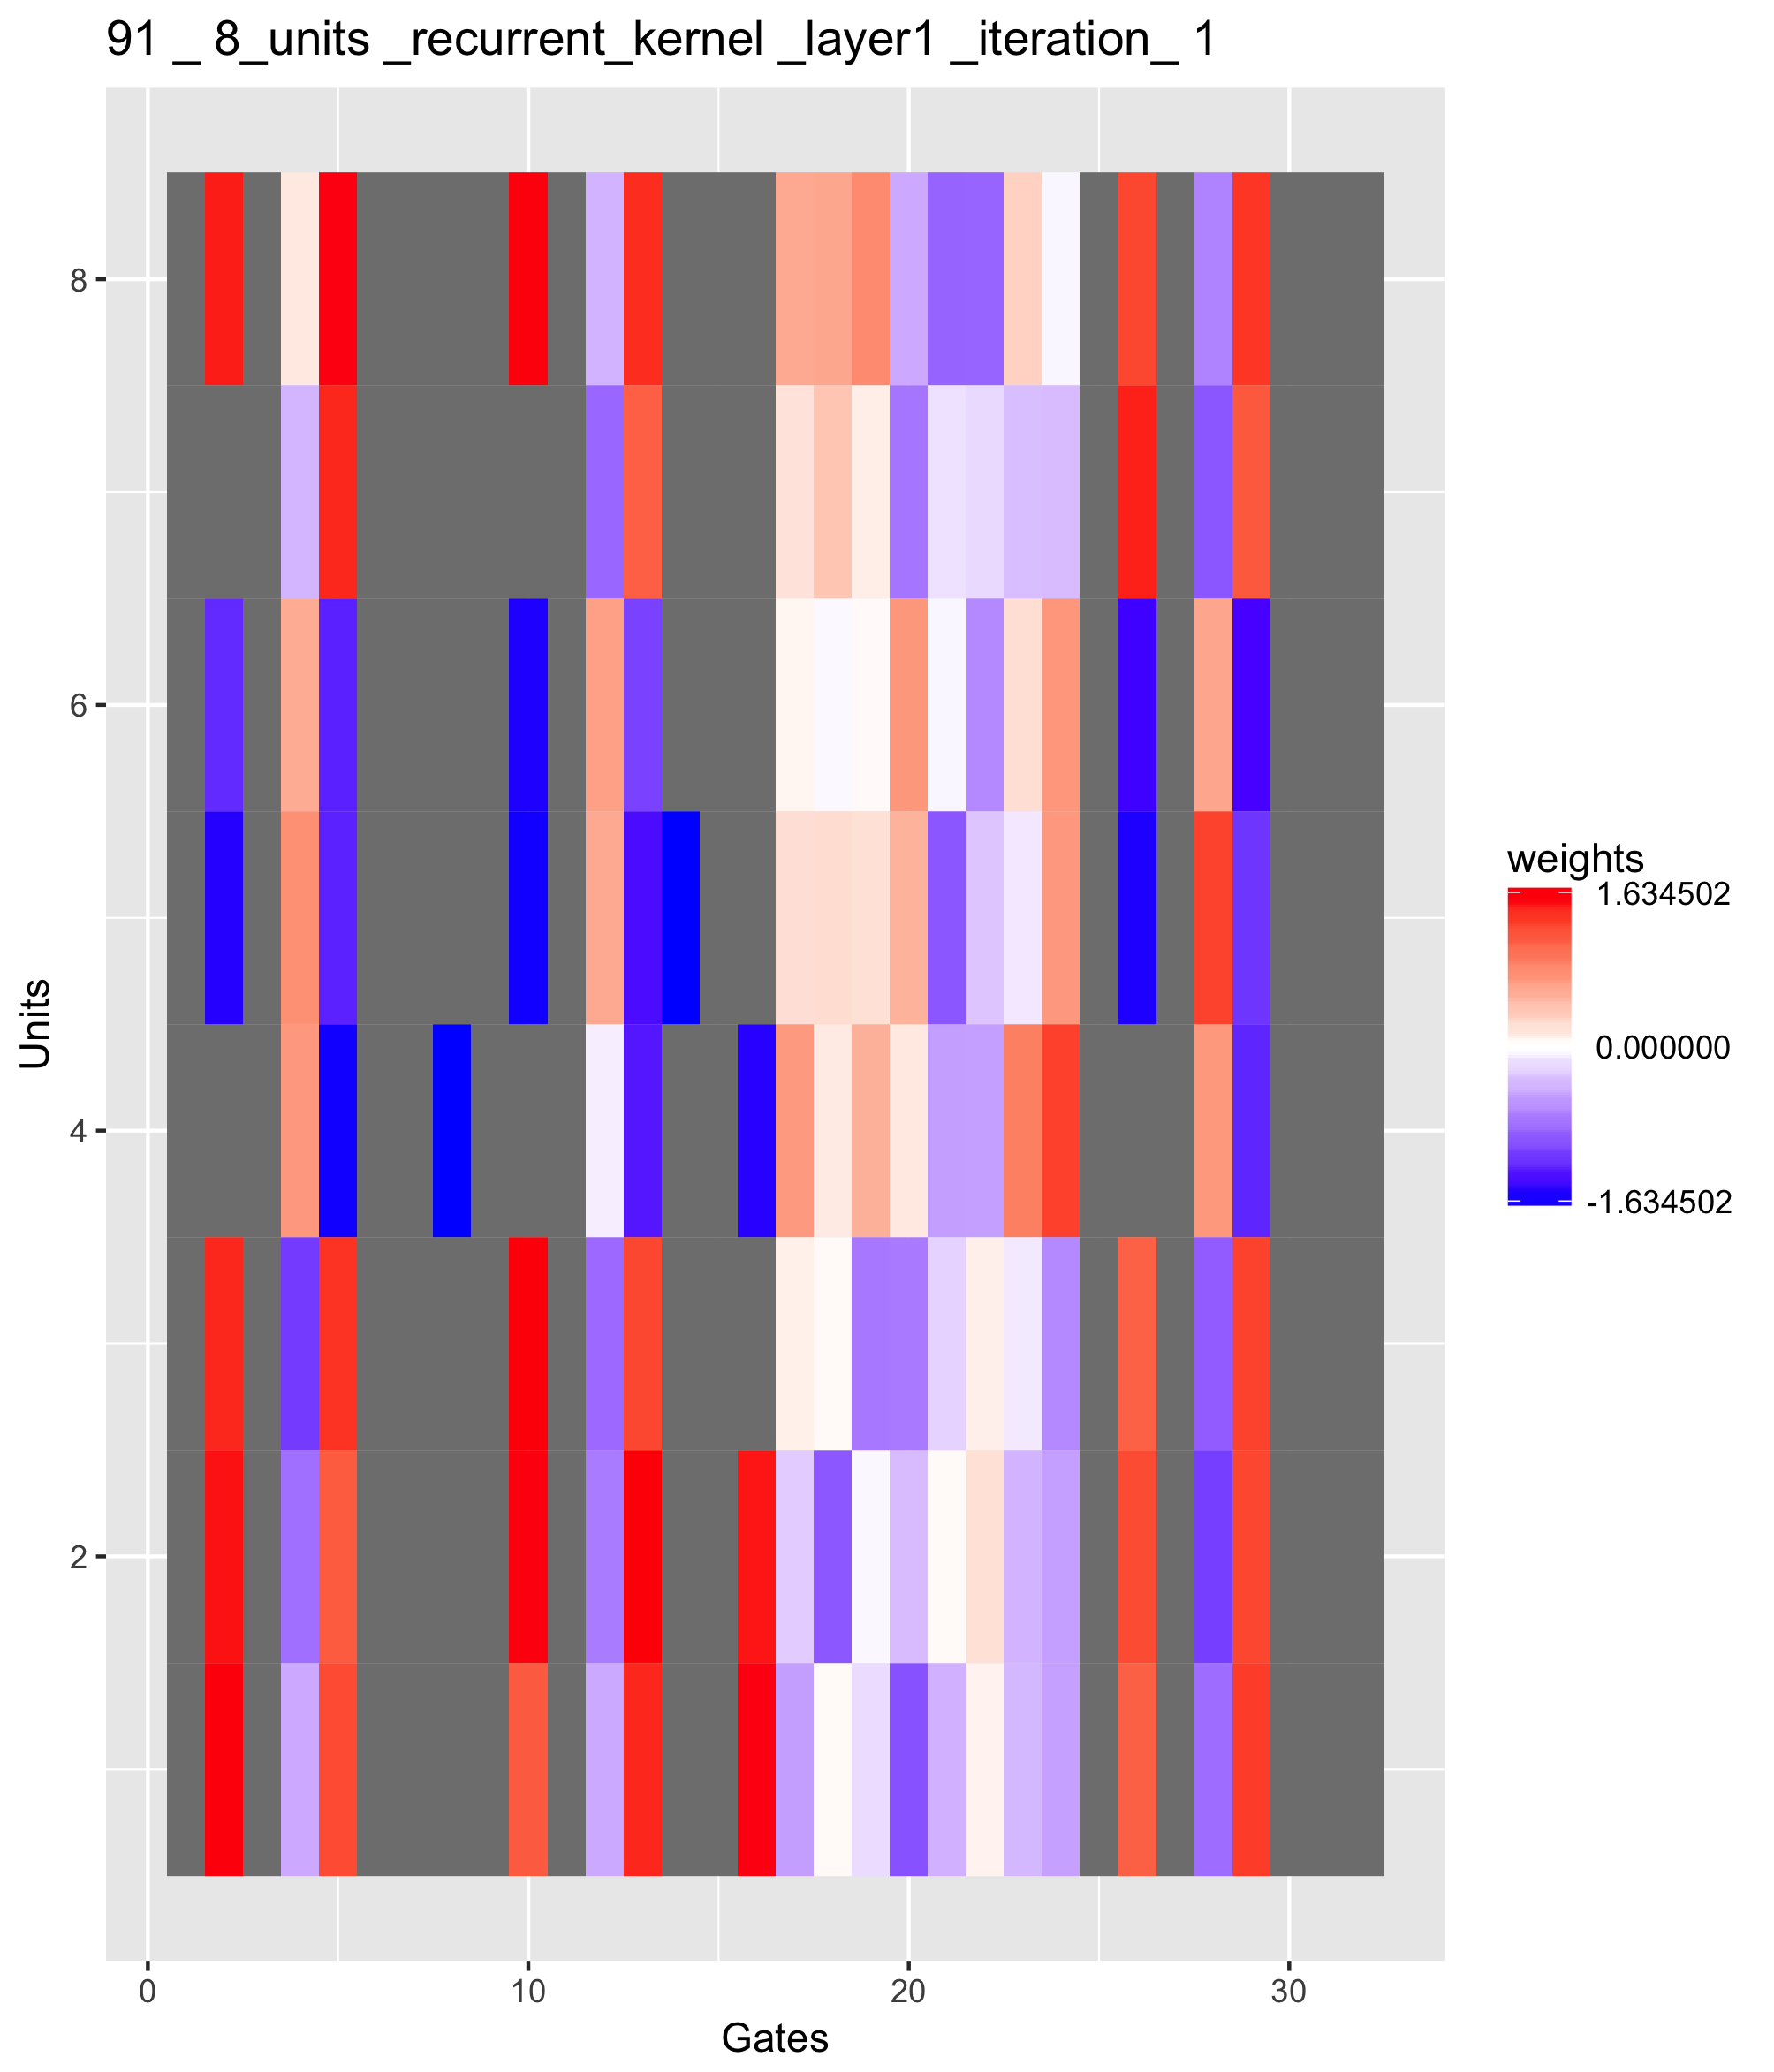 91 _ 8_units _recurrent_kernel _layer1 _iteration_ 1
8
6
4
2
Units
0 10 20 30
Gates
weights
1.634502
0.000000
-1.634502